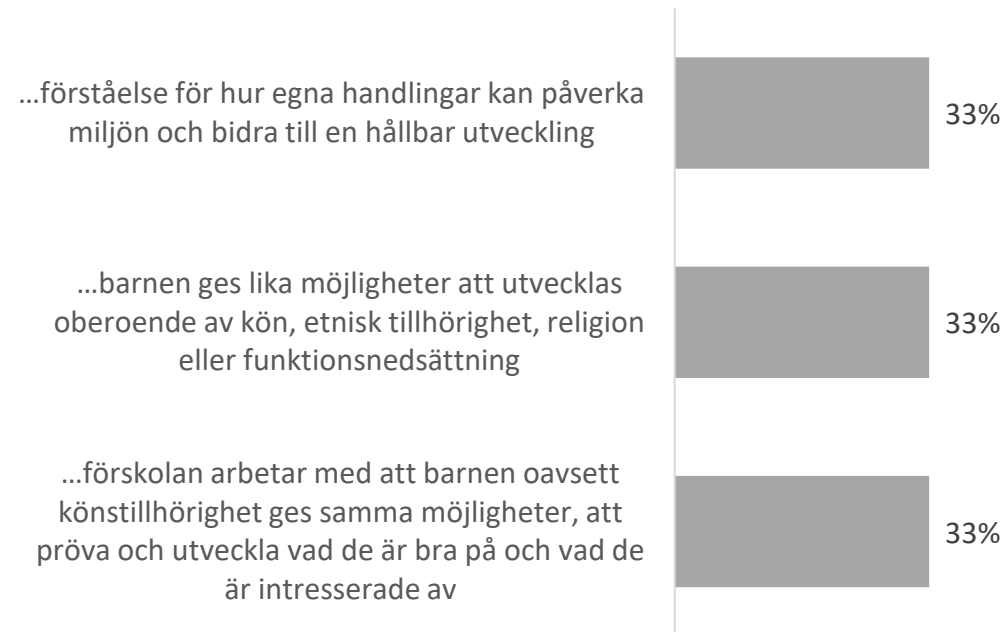 ...förståelse för hur egna handlingar kan påverka
miljön och bidra till en hållbar utveckling
33%
...barnen ges lika möjligheter att utvecklas
oberoende av kön, etnisk tillhörighet, religion
eller funktionsnedsättning
33%
...förskolan arbetar med att barnen oavsett
könstillhörighet ges samma möjligheter, att
pröva och utveckla vad de är bra på och vad de
är intresserade av
33%